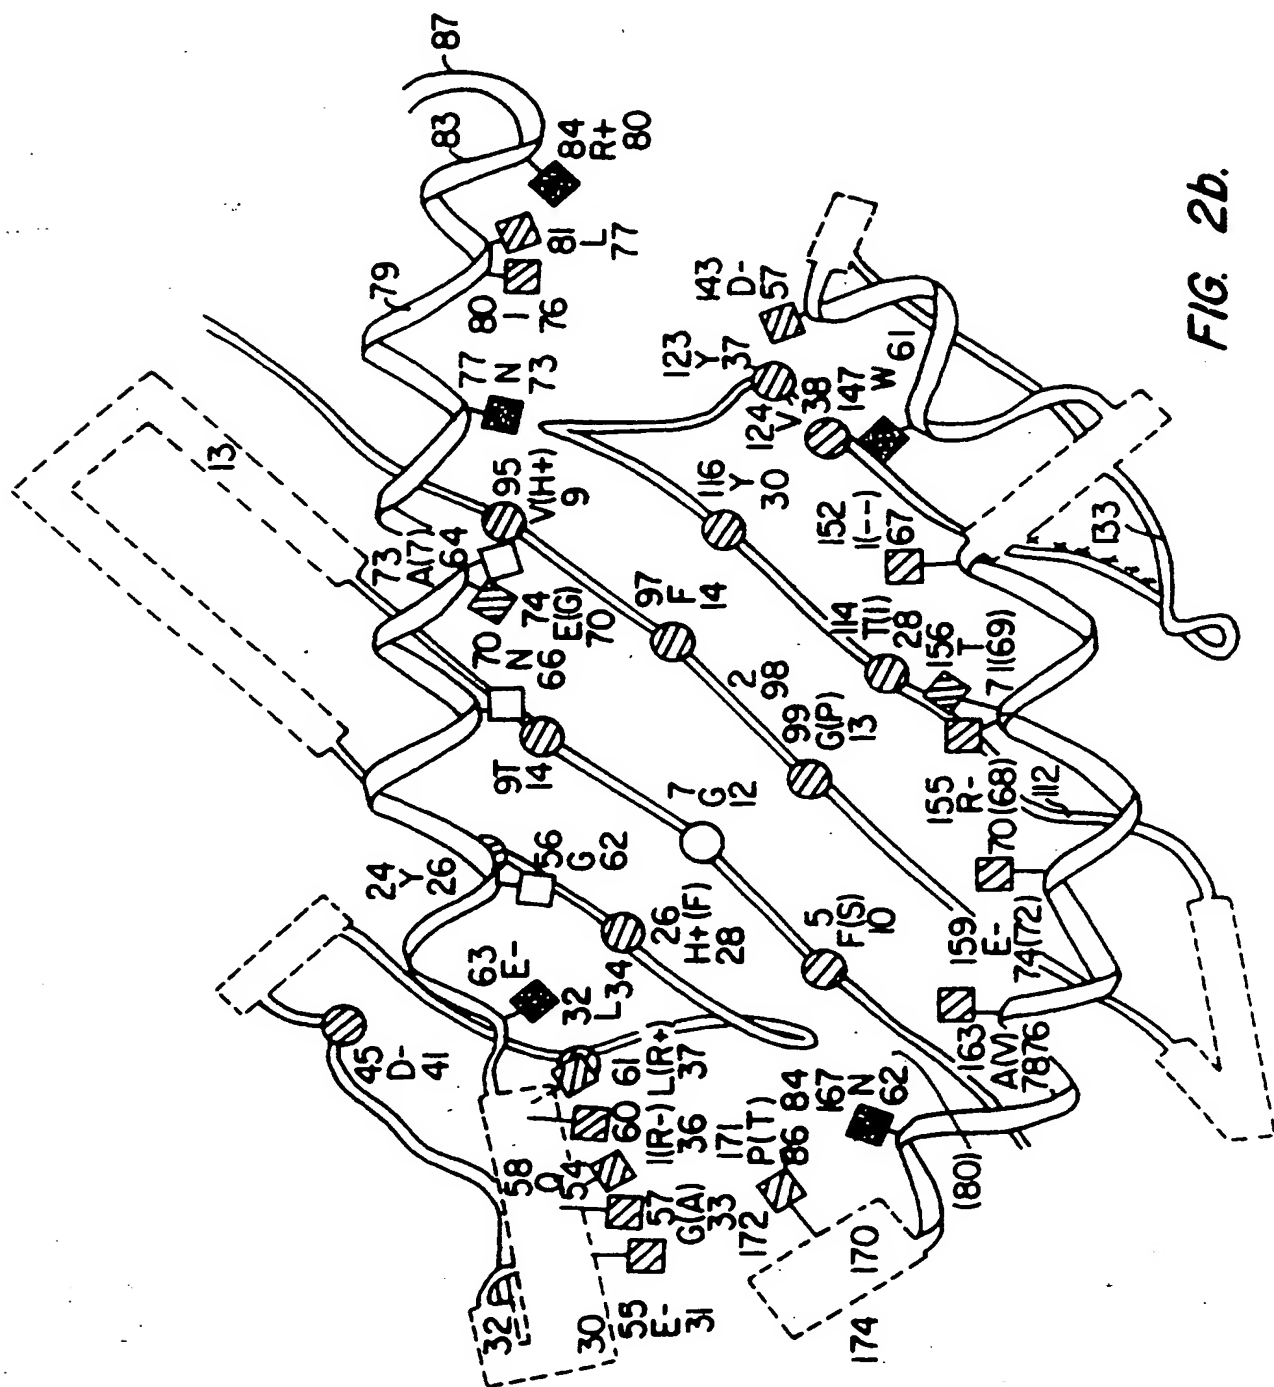 87
83
84
R+
80
81
L
77
79
80
I
76
77
N
73
13
95
V(H+)
9
73
A(7)
64
74
E(G)
70
70
N
66
97
F
14
2
98
99
G(P)
13
9T
14
7
G
12
5
F(S)
10
24
Y
26
56
G
62
26
H+(F)
28
63
E-
32
L34
61
L(R+)
37
60
I(R-)
36
58
Q
54
57
G(A)
33
55
E-
31
45
D-
41
32
30
143
D-
57
123
Y
37
124
V
38
147
W
61
116
Y
30
152
I(--)
67
114
T(I)
28
156
T
71(69)
155
R-
70(68)
112
133
159
E-
74(72)
163
A(V)
7876
84
167
N
62
171
P(T)
86
172
170
174
(80)
FIG. 2b.